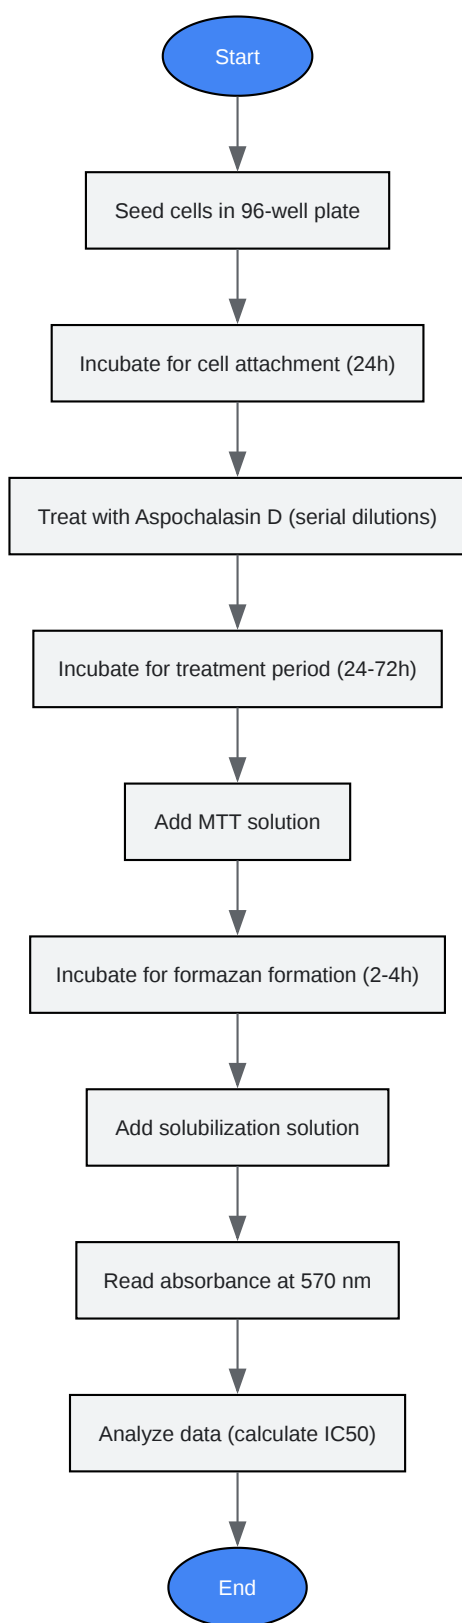 Start
Seed cells in 96-well plate
Incubate for cell attachment (24h)
Treat with Aspochalasin D (serial dilutions)
Incubate for treatment period (24-72h)
Add MTT solution
Incubate for formazan formation (2-4h)
Add solubilization solution
Read absorbance at 570 nm
Analyze data (calculate IC50)
End